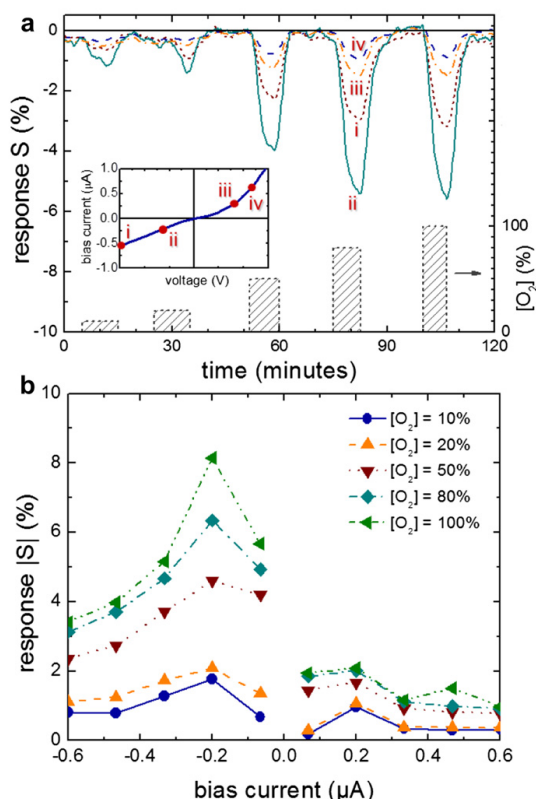 a
0
-2
-4
-6
-8
-10
response S (%)
iv
iii
i
ii
1.0
0.5
0.0
-0.5
-1.0
bias current (µA)
i
ii
iii
iv
voltage (V)
100
0
[O2] (%)
0 30 60 90 120
time (minutes)
b
10
8
6
4
2
0
response |S| (%)
[O2] = 10%
[O2] = 20%
[O2] = 50%
[O2] = 80%
[O2] = 100%
-0.6 -0.4 -0.2 0.0 0.2 0.4 0.6
bias current (µA)